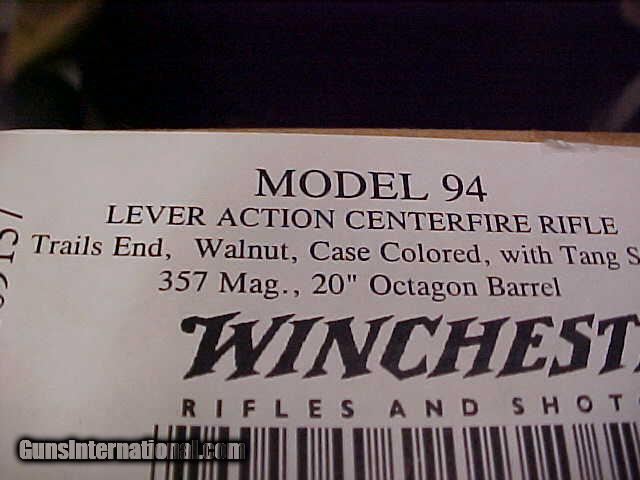 MODEL 94
LEVER ACTION CENTERFIRE RIFLE
Trails End, Walnut, Case Colored, with Tang S
357 Mag., 20" Octagon Barrel
WINCHEST
RIFLES AND SHOT
GunsInternational.com